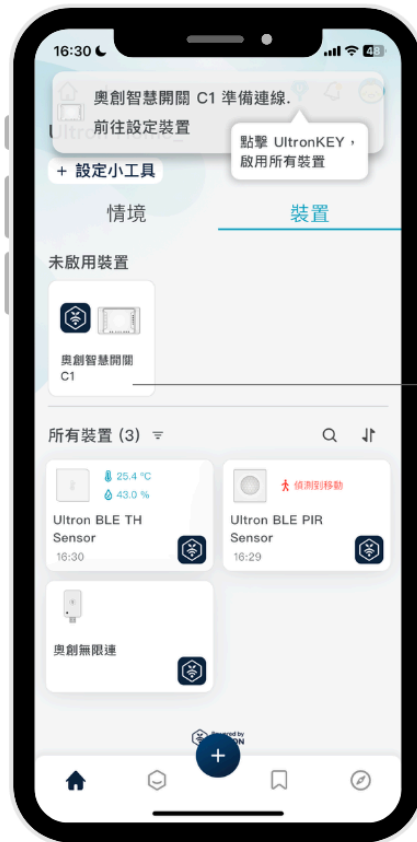 16:30
48
奧創智慧開關 C1 準備連線.
前往設定裝置
點擊 UltronKEY，
啟用所有裝置
+ 設定小工具
情境
裝置
未啟用裝置
奧創智慧開關
C1
所有裝置 (3)
25.4 °C
43.0 %
Ultron BLE TH
Sensor
16:30
偵測到移動
Ultron BLE PIR
Sensor
16:29
奧創無限連